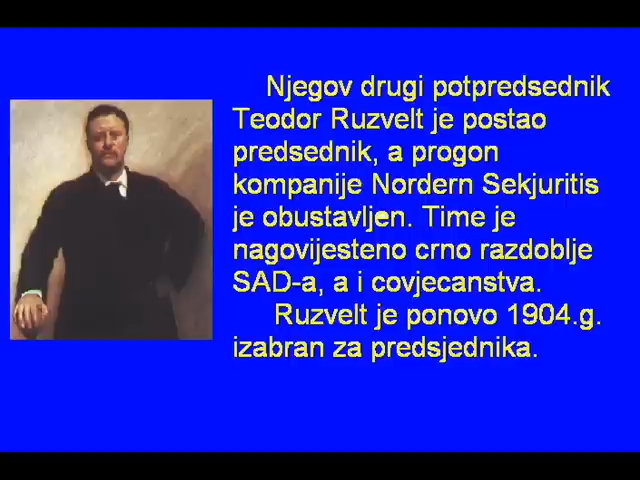 Njegov drugi potpredsednik
Teodor Ruzvelt je postao
predsednik, a progon
kompanije Nordern Sekjuritis
je obustavljen. Time je
nagovijesteno crno razdoblje
SAD-a, a i covjecanstva.
Ruzvelt je ponovo 1904.g.
izabran za predsjednika.